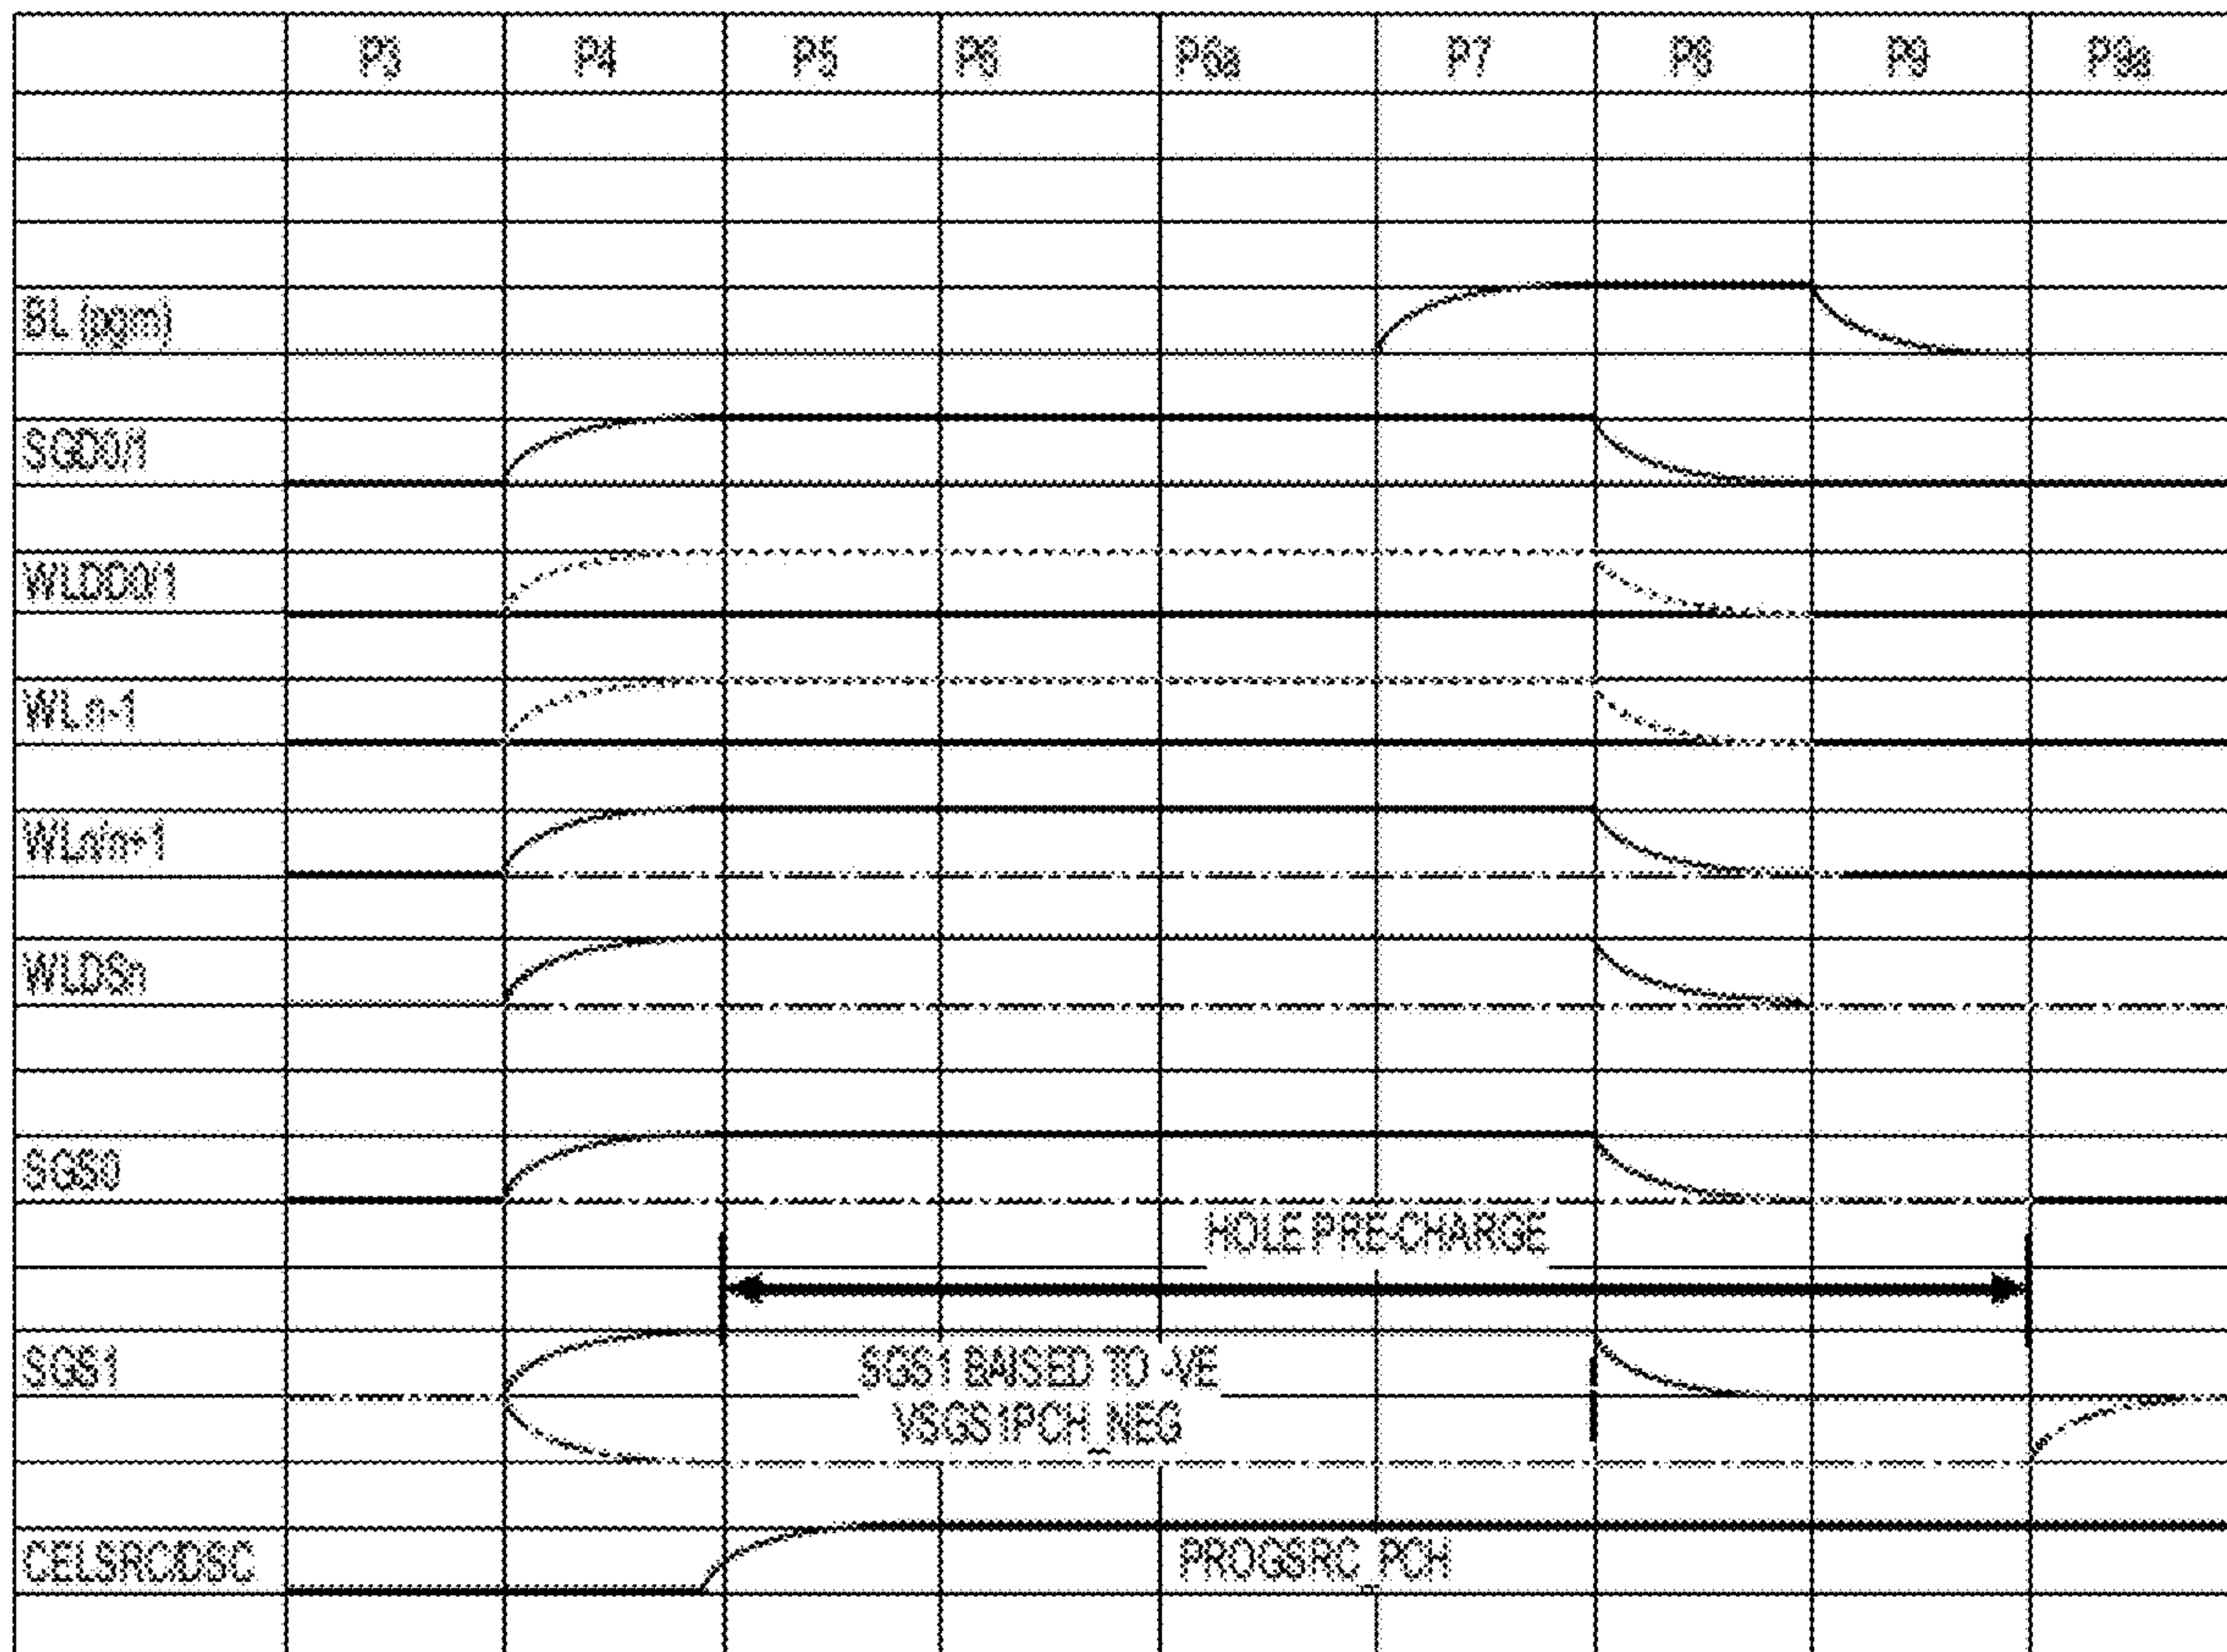 P3 P4 P5 P6 P6a P7 P8 P9 P9a
BL (pgm)
SGD0/1
WLDD0/1
WLn-1
WLn/n+1
WLDSn
SGS0
HOLE PRE-CHARGE
SGS1
SGS1 BAISED TO -VE
VSGS1PCH_NEG
CELSRC/DSC
PROGSRC_PCH